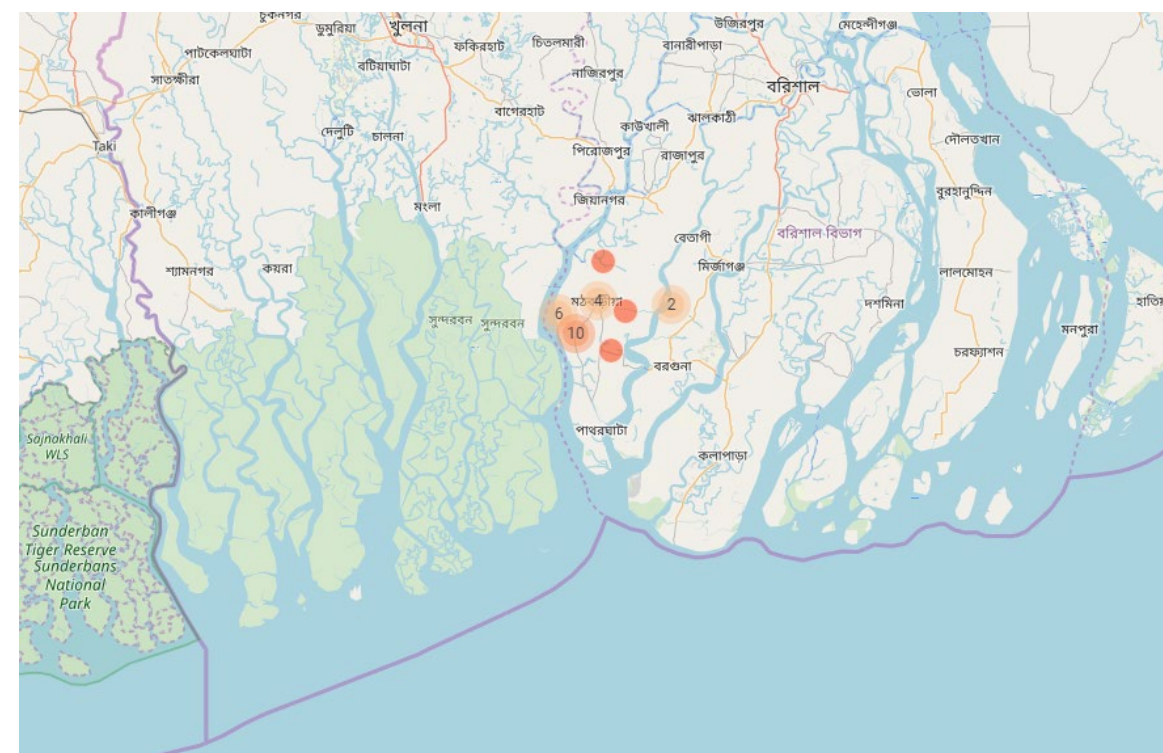 চুকনগর
ডুমুরিয়া
খুলনা
উজিরপুর
মেহেন্দীগঞ্জ
পাটকেলঘাটা
ফকিরহাট
চিতলমারী
বানারীপাড়া
সাতক্ষীরা
বটিয়াঘাটা
নাজিরপুর
বরিশাল
ভোলা
বাগেরহাট
ঝালকাঠী
দেলুটি
চালনা
কাউখালী
দৌলতখান
Taki
পিরোজপুর
রাজাপুর
বুরহানুদ্দিন
কালীগঞ্জ
মংলা
জিয়ানগর
বেতাগী
বরিশাল বিভাগ
শ্যামনগর
কয়রা
মির্জাগঞ্জ
লালমোহন
4
2
দশমিনা
6
সুন্দরবন
সুন্দরবন
10
মনপুরা
চরফ্যাশন
বরগুনা
পাথরঘাটা
Sajnakhali
WLS
কলাপাড়া
Sunderban
Tiger Reserve
Sunderbans
National
Park